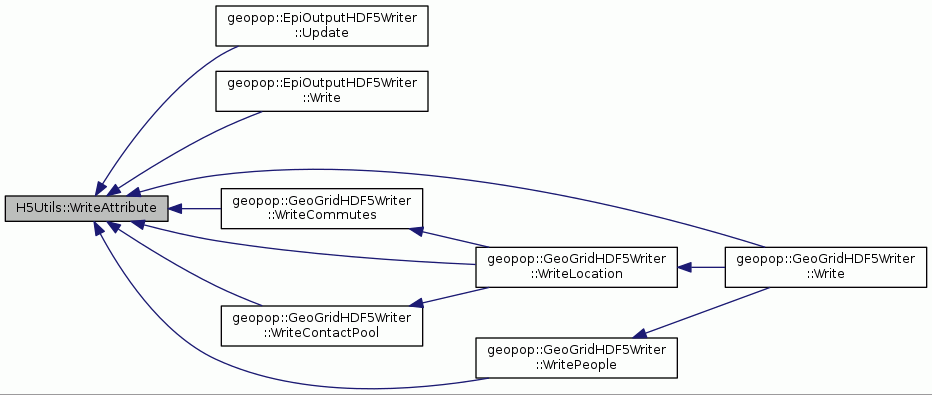 geopop::EpiOutputHDF5Writer
::Update
geopop::EpiOutputHDF5Writer
::Write
H5Utils::WriteAttribute
geopop::GeoGridHDF5Writer
::WriteCommutes
geopop::GeoGridHDF5Writer
::WriteLocation
geopop::GeoGridHDF5Writer
::Write
geopop::GeoGridHDF5Writer
::WriteContactPool
geopop::GeoGridHDF5Writer
::WritePeople